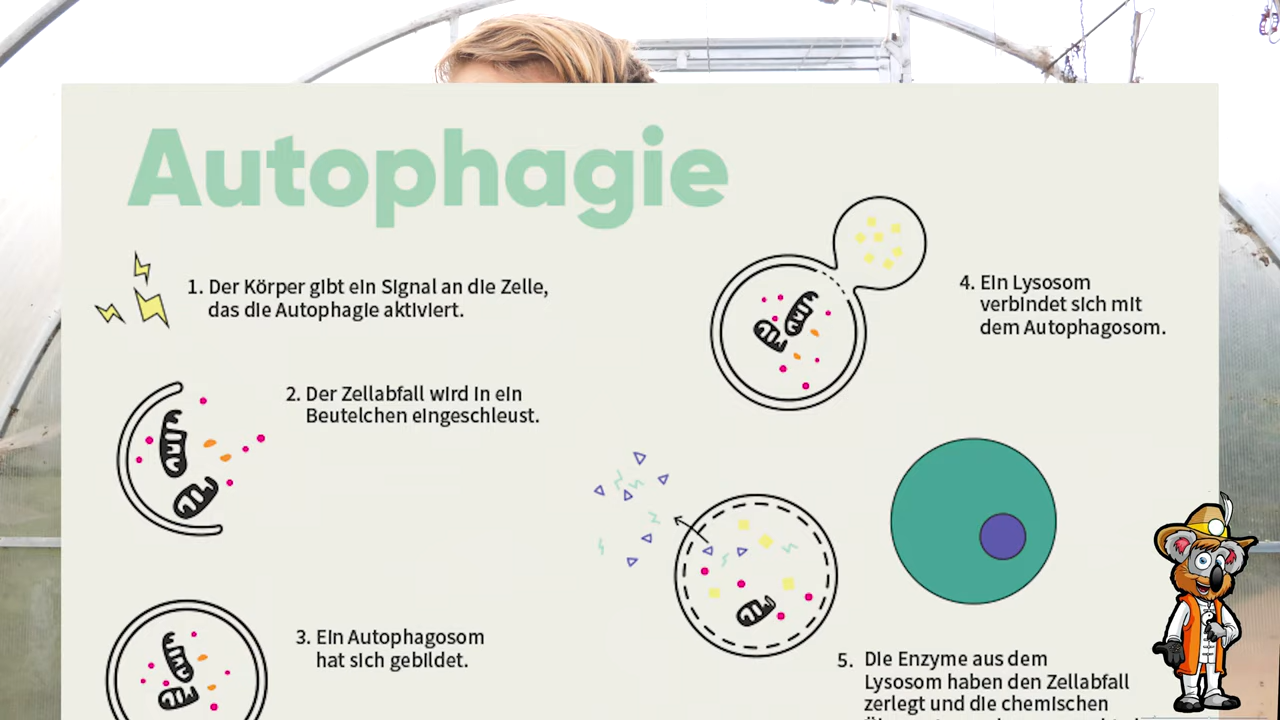 Autophagie
1. Der Körper gibt ein Signal an die Zelle,
das die Autophagie aktiviert.
2. Der Zellabfall wird in ein
Beutelchen eingeschleust.
3. Ein Autophagosom
hat sich gebildet.
4. Ein Lysosom
verbindet sich mit
dem Autophagosom.
5. Die Enzyme aus dem
Lysosom haben den Zellabfall
zerlegt und die chemischen